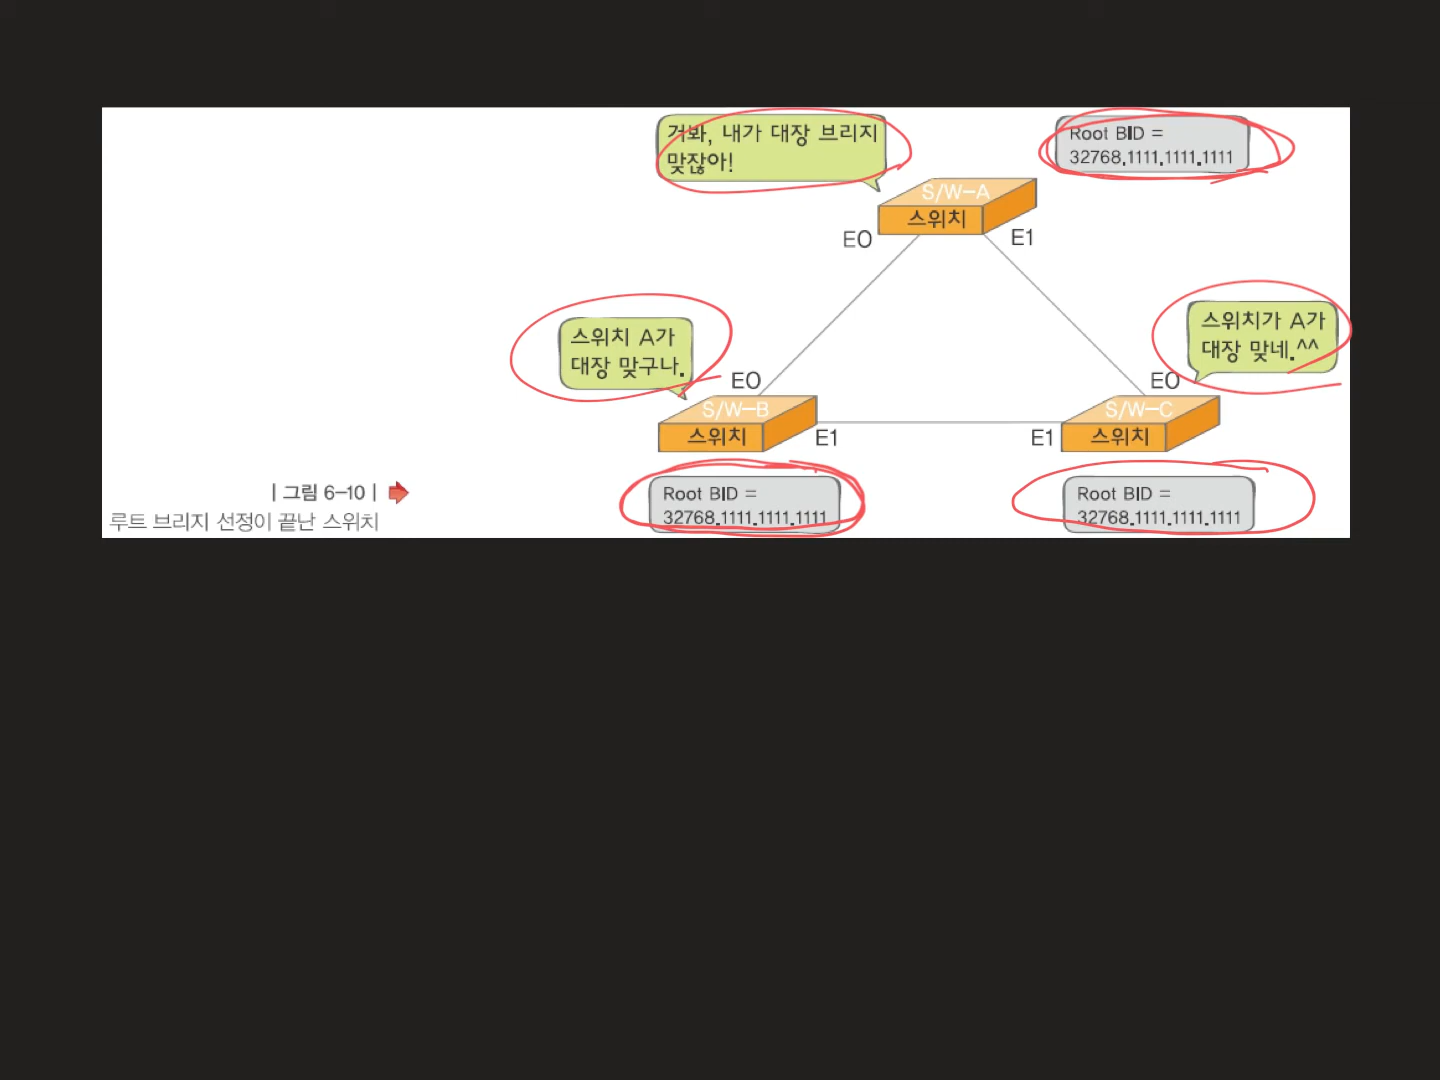 거봐, 내가 대장 브리지
맞잖아!
Root BID =
32768.1111.1111.1111
S/W-A
스위치
E0
E1
스위치 A가
대장 맞구나.
스위치가 A가
대장 맞네.^^
E0
E0
S/W-B
스위치
E1
E1
S/W-C
스위치
Root BID =
32768.1111.1111.1111
Root BID =
32768.1111.1111.1111
| 그림 6-10 |
루트 브리지 선정이 끝난 스위치